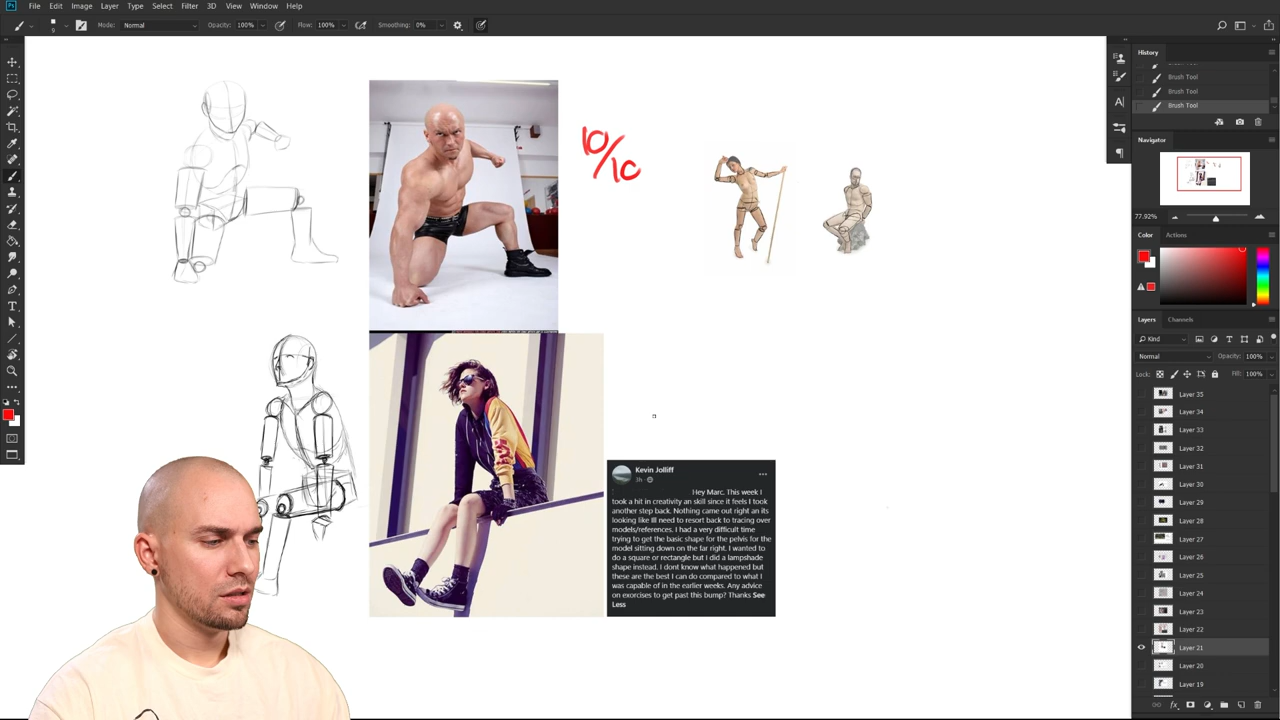 Ps File Edit Image Layer Type Select Filter 3D View Window Help
9 Mode: Normal Opacity: 100% Flow: 100% Smoothing: 0%
History
Brush Tool
Brush Tool
Brush Tool
Navigator
77.92%
Color Actions
Layers Channels
Kind
Normal Opacity: 100%
Lock: Fill: 100%
Layer 35
Layer 34
Layer 33
Layer 32
Layer 31
Layer 30
Layer 29
Layer 28
Layer 27
Layer 26
Layer 25
Layer 24
Layer 23
Layer 22
Layer 21
Layer 20
Layer 19
10/10
Kevin Jolliff
3h
Hey Marc. This week I
took a hit in creativity an skill since it feels I took
another step back. Nothing came out right an its
looking like Ill need to resort back to tracing over
models/references. I had a very difficult time
trying to get the basic shape for the pelvis for the
model sitting down on the far right. I wanted to
do a square or rectangle but I did a lampshade
shape instead. I dont know what happened but
these are the best I can do compared to what I
was capable of in the earlier weeks. Any advice
on exorcises to get past this bump? Thanks See
Less